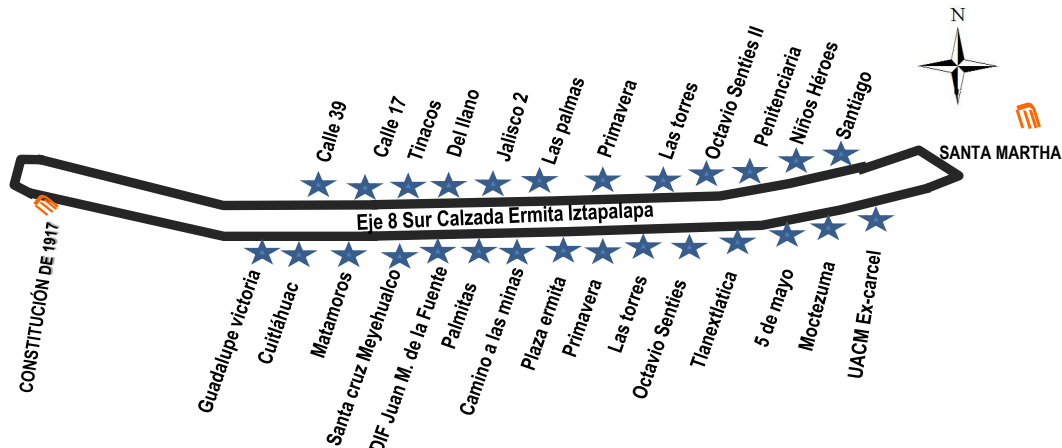 N
Calle 39
Calle 17
Tinacos
Del llano
Jalisco 2
Las palmas
Primavera
Las torres
Octavio Senties II
Penitenciaria
Niños Héroes
Santiago
SANTA MARTHA
Eje 8 Sur Calzada Ermita Iztapalapa
CONSTITUCIÓN DE 1917
Guadalupe victoria
Cuitláhuac
Matamoros
Santa cruz Meyehualco
DIF Juan M. de la Fuente
Palmitas
Camino a las minas
Plaza ermita
Primavera
Las torres
Octavio Senties
Tlanextlatica
5 de mayo
Moctezuma
UACM Ex-carcel